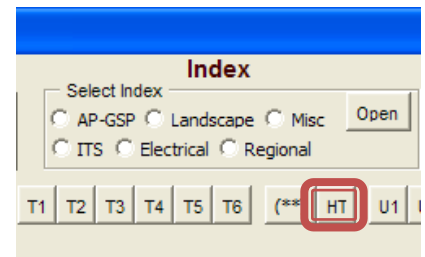 Index
Select Index
AP-GSP Landscape Misc Open
ITS Electrical Regional
T1 T2 T3 T4 T5 T6 (** HT U1